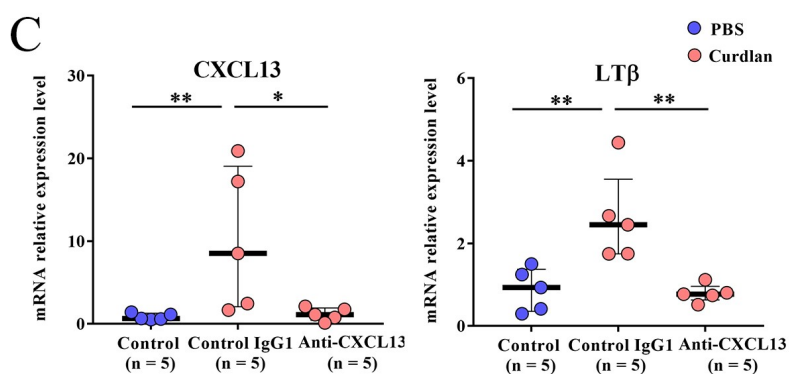 C
PBS
Curdlan
CXCL13
mRNA relative expression level
30
20
10
0
**
*
Control
(n = 5)
Control IgG1
(n = 5)
Anti-CXCL13
(n = 5)
LTβ
mRNA relative expression level
6
4
2
0
**
**
Control
(n = 5)
Control IgG1
(n = 5)
Anti-CXCL13
(n = 5)